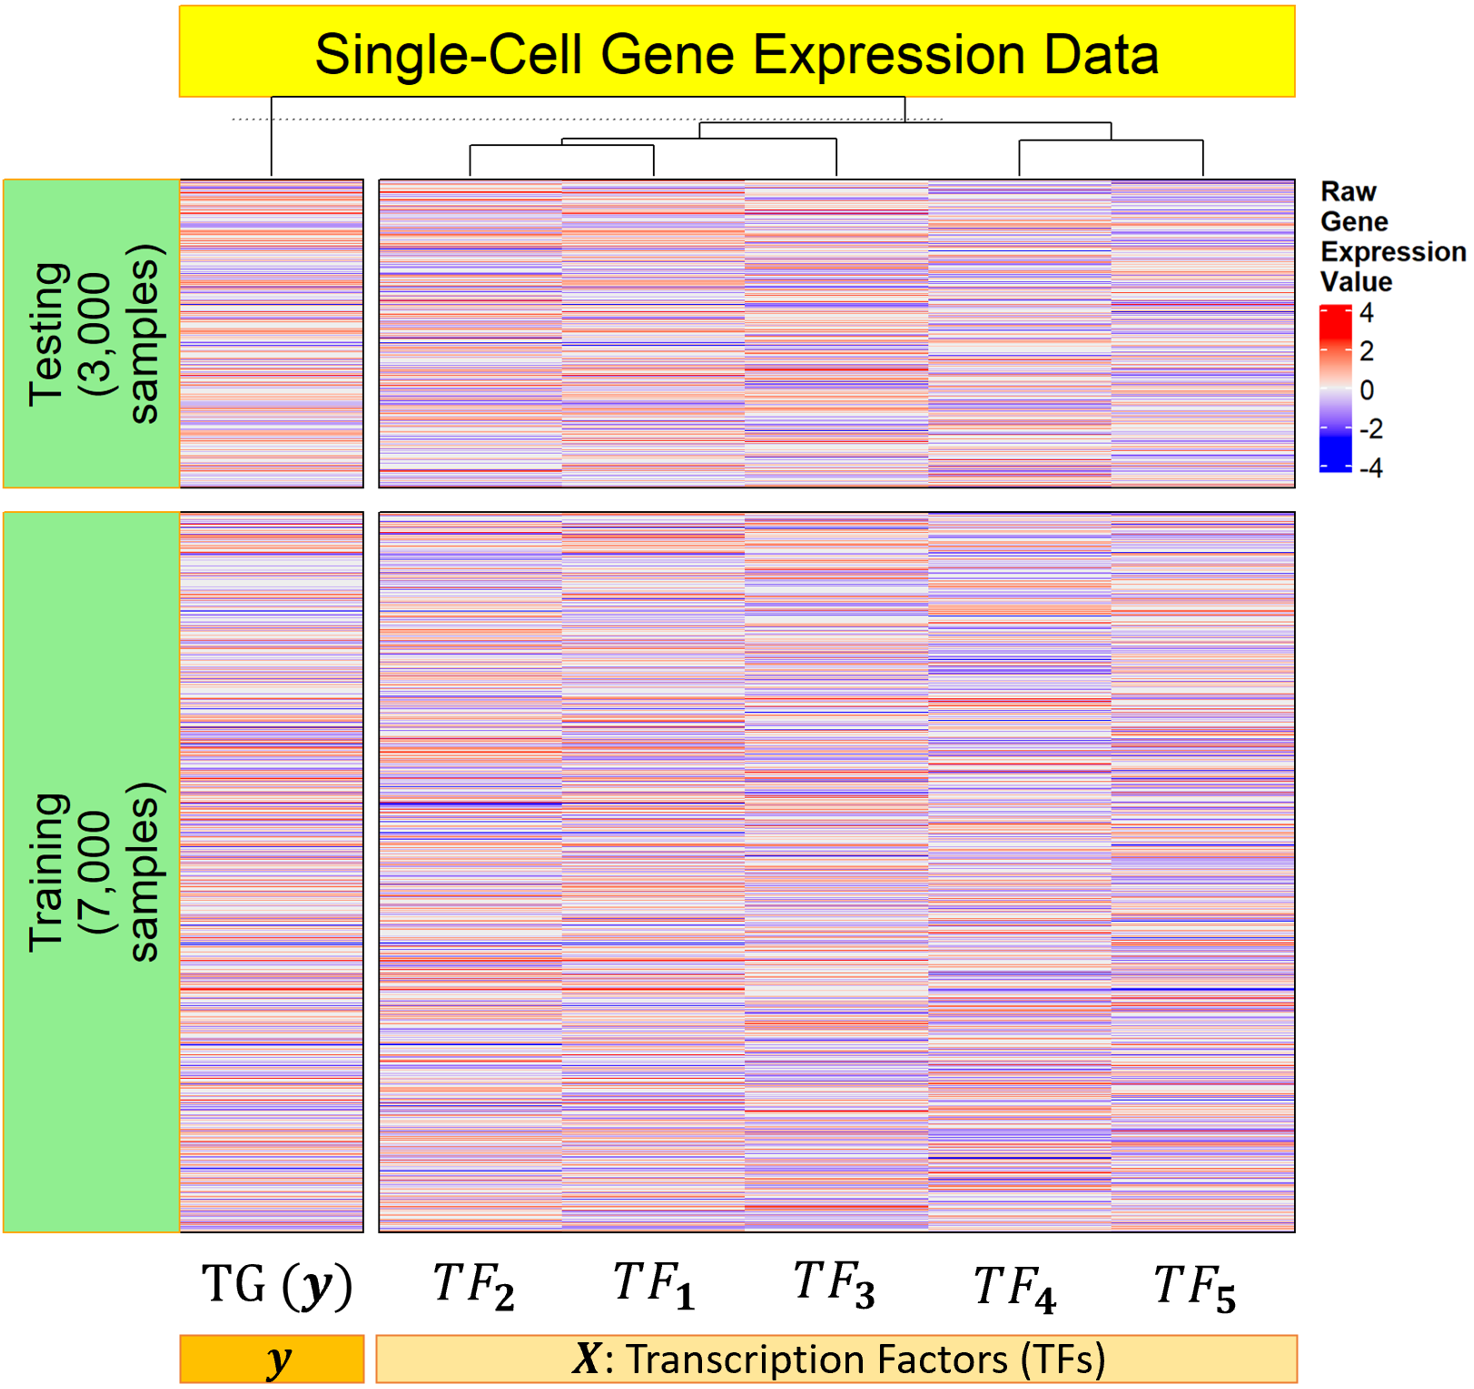 Single-Cell Gene Expression Data
Testing
(3,000
samples)
Raw
Gene
Expression
Value
4
2
0
-2
-4
Training
(7,000
samples)
TG (y)
TF2
TF1
TF3
TF4
TF5
y
X: Transcription Factors (TFs)